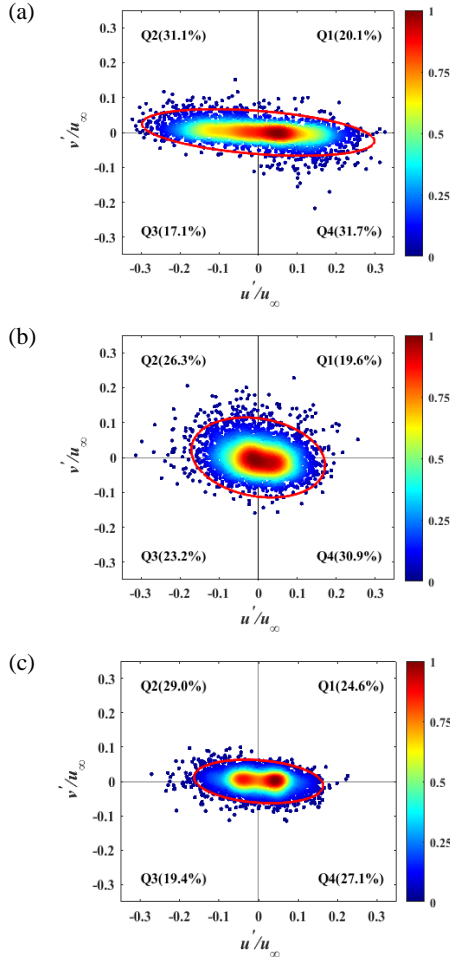 (a)
Q2(31.1%) Q1(20.1%)
Q3(17.1%) Q4(31.7%)
0.3
0.2
0.1
0
-0.1
-0.2
-0.3
v'/u∞
-0.3 -0.2 -0.1 0 0.1 0.2 0.3
u'/u∞
1
0.75
0.5
0.25
0
(b)
Q2(26.3%) Q1(19.6%)
Q3(23.2%) Q4(30.9%)
0.3
0.2
0.1
0
-0.1
-0.2
-0.3
v'/u∞
-0.3 -0.2 -0.1 0 0.1 0.2 0.3
u'/u∞
1
0.75
0.5
0.25
0
(c)
Q2(29.0%) Q1(24.6%)
Q3(19.4%) Q4(27.1%)
0.3
0.2
0.1
0
-0.1
-0.2
-0.3
v'/u∞
-0.3 -0.2 -0.1 0 0.1 0.2 0.3
u'/u∞
1
0.75
0.5
0.25
0